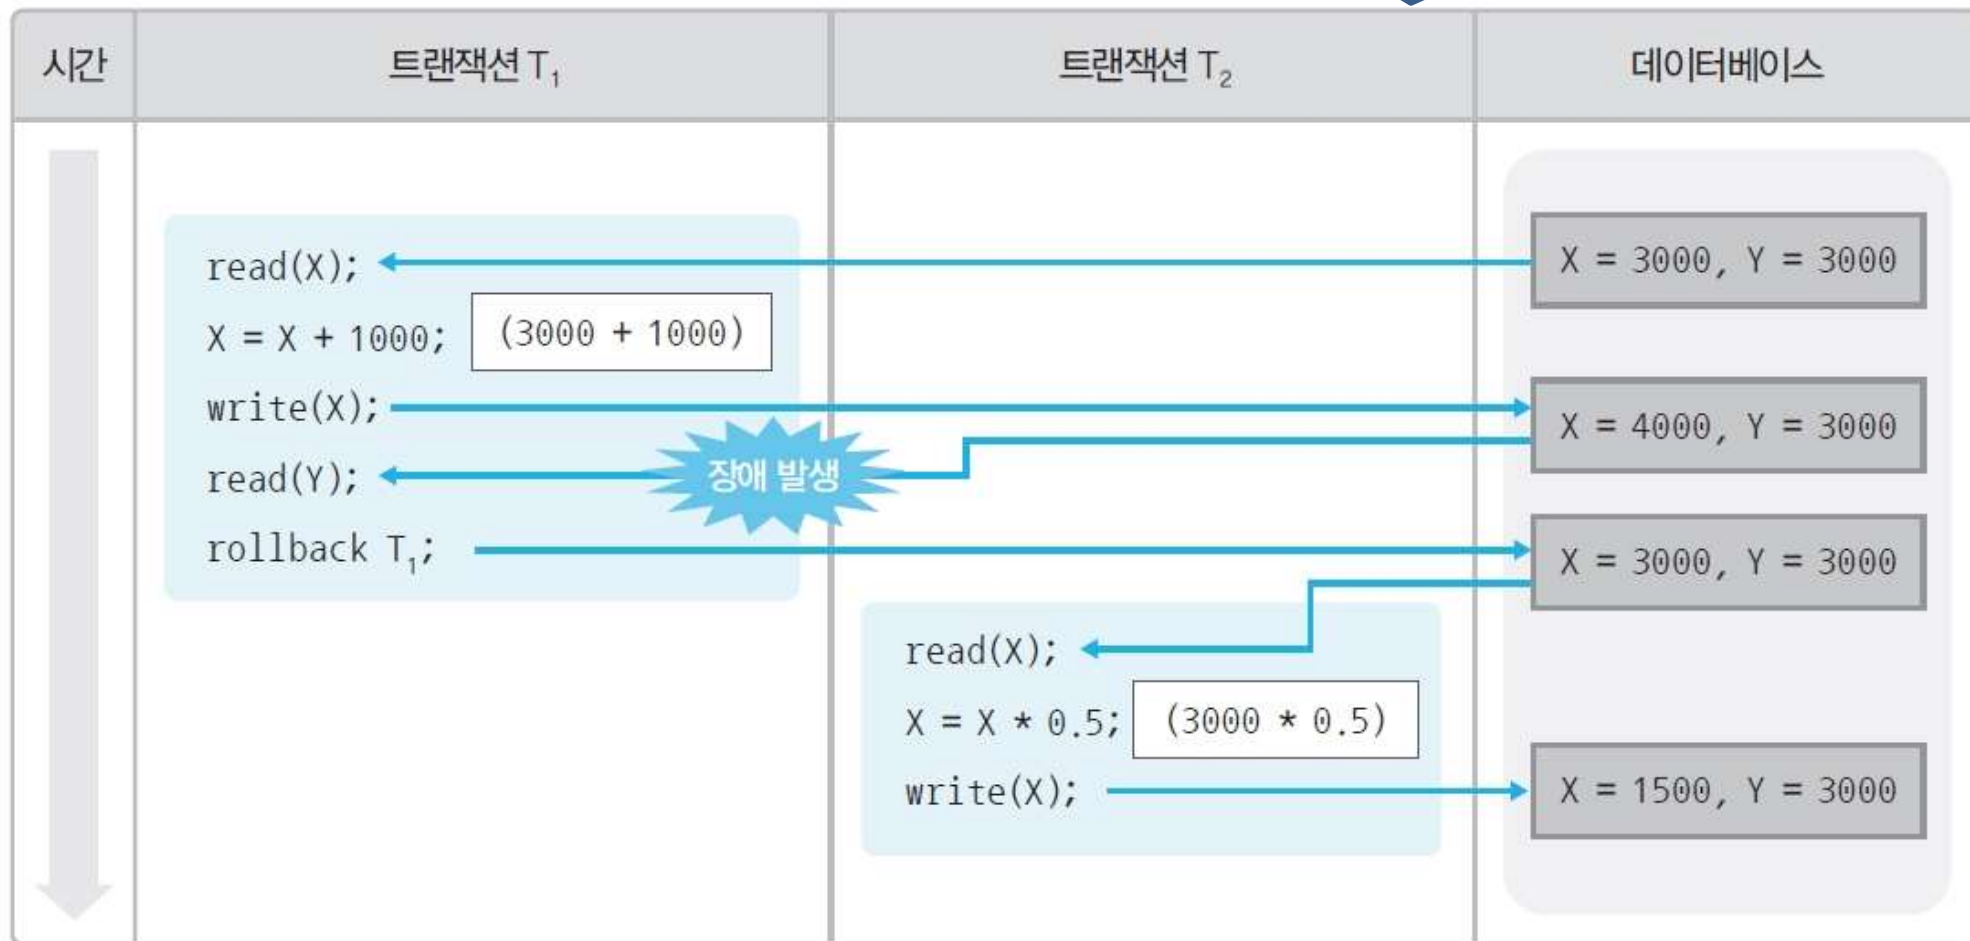 시간
트랜잭션 T₁
트랜잭션 T₂
데이터베이스
read(X);
X = 3000, Y = 3000
X = X + 1000;
(3000 + 1000)
write(X);
X = 4000, Y = 3000
read(Y);
장애 발생
rollback T₁;
X = 3000, Y = 3000
read(X);
X = X * 0.5;
(3000 * 0.5)
write(X);
X = 1500, Y = 3000